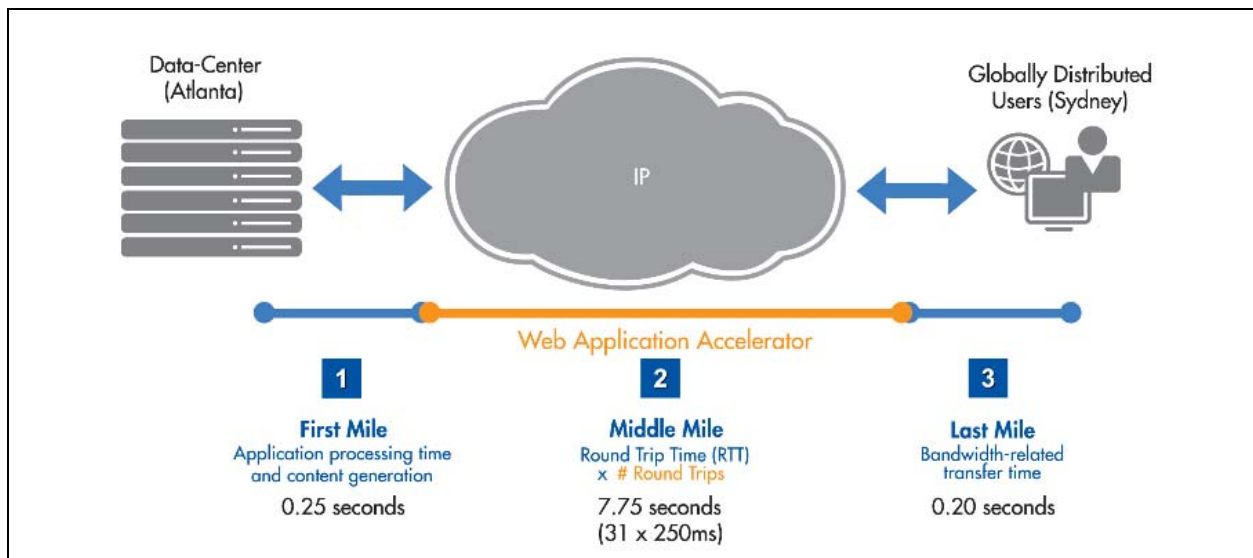 Data-Center
(Atlanta)
Globally Distributed
Users (Sydney)
IP
Web Application Accelerator
1
First Mile
Application processing time
and content generation
0.25 seconds
2
Middle Mile
Round Trip Time (RTT)
x # Round Trips
7.75 seconds
(31 x 250ms)
3
Last Mile
Bandwidth-related
transfer time
0.20 seconds